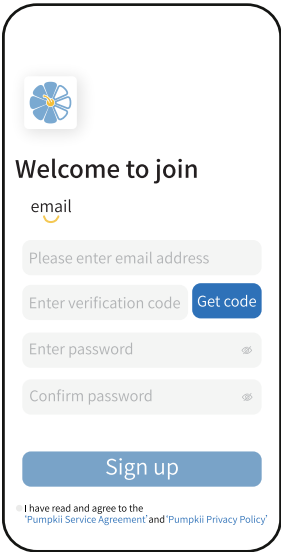 Welcome to join
email
Please enter email address
Enter verification code
Get code
Enter password
Confirm password
Sign up
I have read and agree to the
'Pumpkii Service Agreement'and'Pumpkii Privacy Policy'